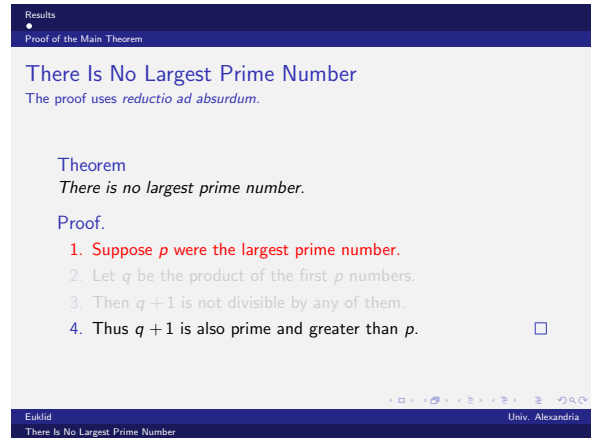 Results
Proof of the Main Theorem
There Is No Largest Prime Number
The proof uses reductio ad absurdum.
Theorem
There is no largest prime number.
Proof.
1. Suppose p were the largest prime number.
2. Let q be the product of the first p numbers.
3. Then q + 1 is not divisible by any of them.
4. Thus q + 1 is also prime and greater than p. □
Euklid Univ. Alexandria
There Is No Largest Prime Number